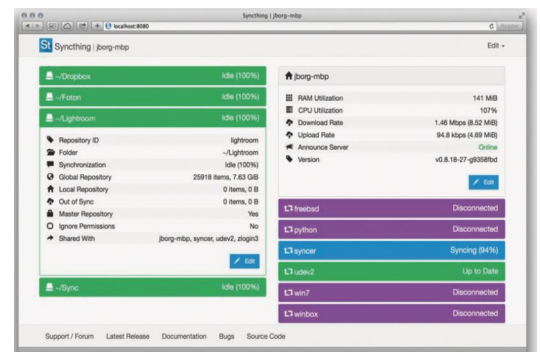 Syncthing | jborg-mbp
localhost:8080
Reader
St Syncthing | jborg-mbp
Edit
~/Dropbox Idle (100%)
~/Foton Idle (100%)
~/Lightroom Idle (100%)
Repository ID lightroom
Folder ~/Lightroom
Synchronization Idle (100%)
Global Repository 25918 items, 7.63 GiB
Local Repository 0 items, 0 B
Out of Sync 0 items, 0 B
Master Repository Yes
Ignore Permissions No
Shared With jborg-mbp, syncer, udev2, zlogin3
Edit
~/Sync Idle (100%)
jborg-mbp
RAM Utilization 141 MiB
CPU Utilization 107%
Download Rate 1.46 Mbps (8.52 MiB)
Upload Rate 94.8 kbps (4.69 MiB)
Announce Server Online
Version v0.8.18-27-g9358fbd
Edit
freebsd Disconnected
python Disconnected
syncer Syncing (94%)
udev2 Up to Date
win7 Disconnected
winbox Disconnected
Support / Forum Latest Release Documentation Bugs Source Code